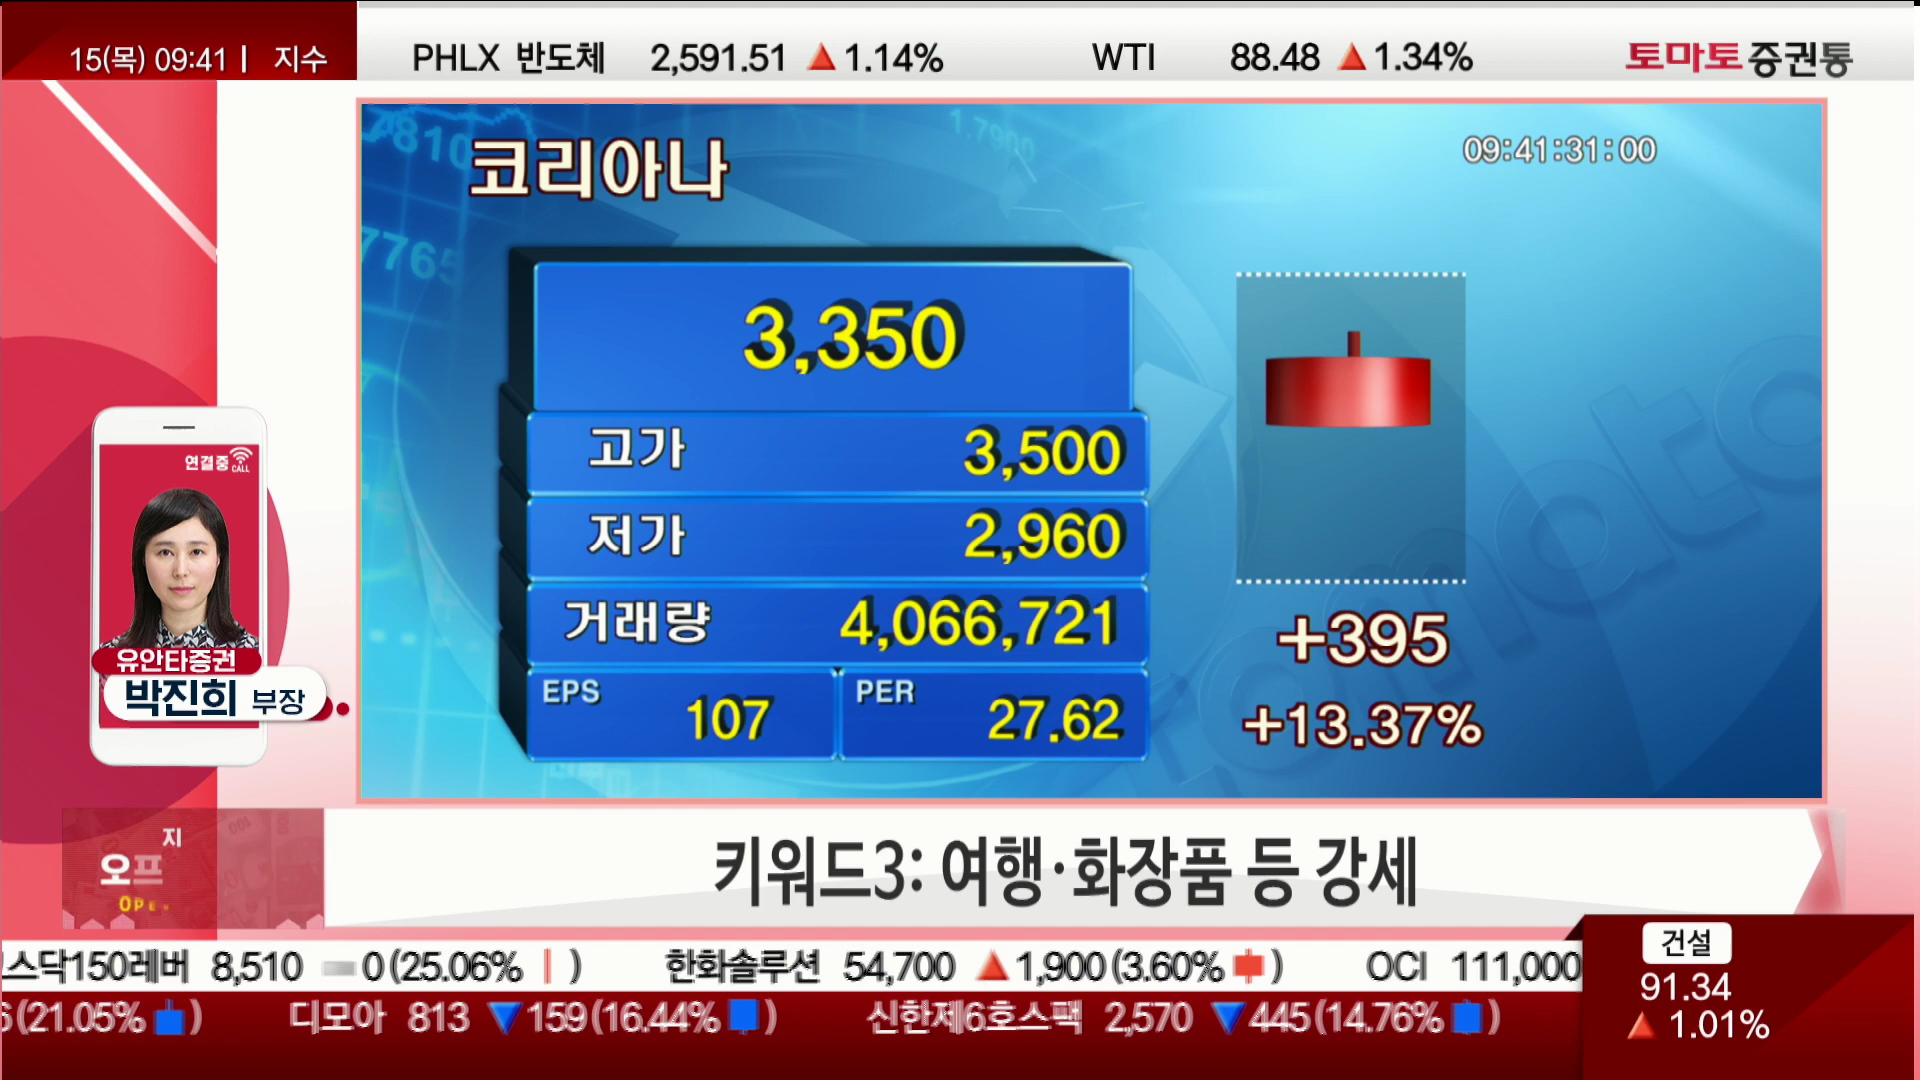 15(목) 09:41 | 지수 PHLX 반도체 2,591.51 ▲1.14% WTI 88.48 ▲1.34% 토마토증권통
코리아나
09:41:31:00
3,350
고가 3,500
저가 2,960
거래량 4,066,721
EPS 107 PER 27.62
+395
+13.37%
연결중
CALL
유안타증권
박진희 부장
지
오프
OPE
키워드3: 여행·화장품 등 강세
스닥150레버 8,510 0(25.06% ) 한화솔루션 54,700 ▲1,900(3.60% ) OCI 111,000
6(21.05% ) 디모아 813 ▼159(16.44% ) 신한제6호스팩 2,570 ▼445(14.76% )
건설
91.34
▲ 1.01%